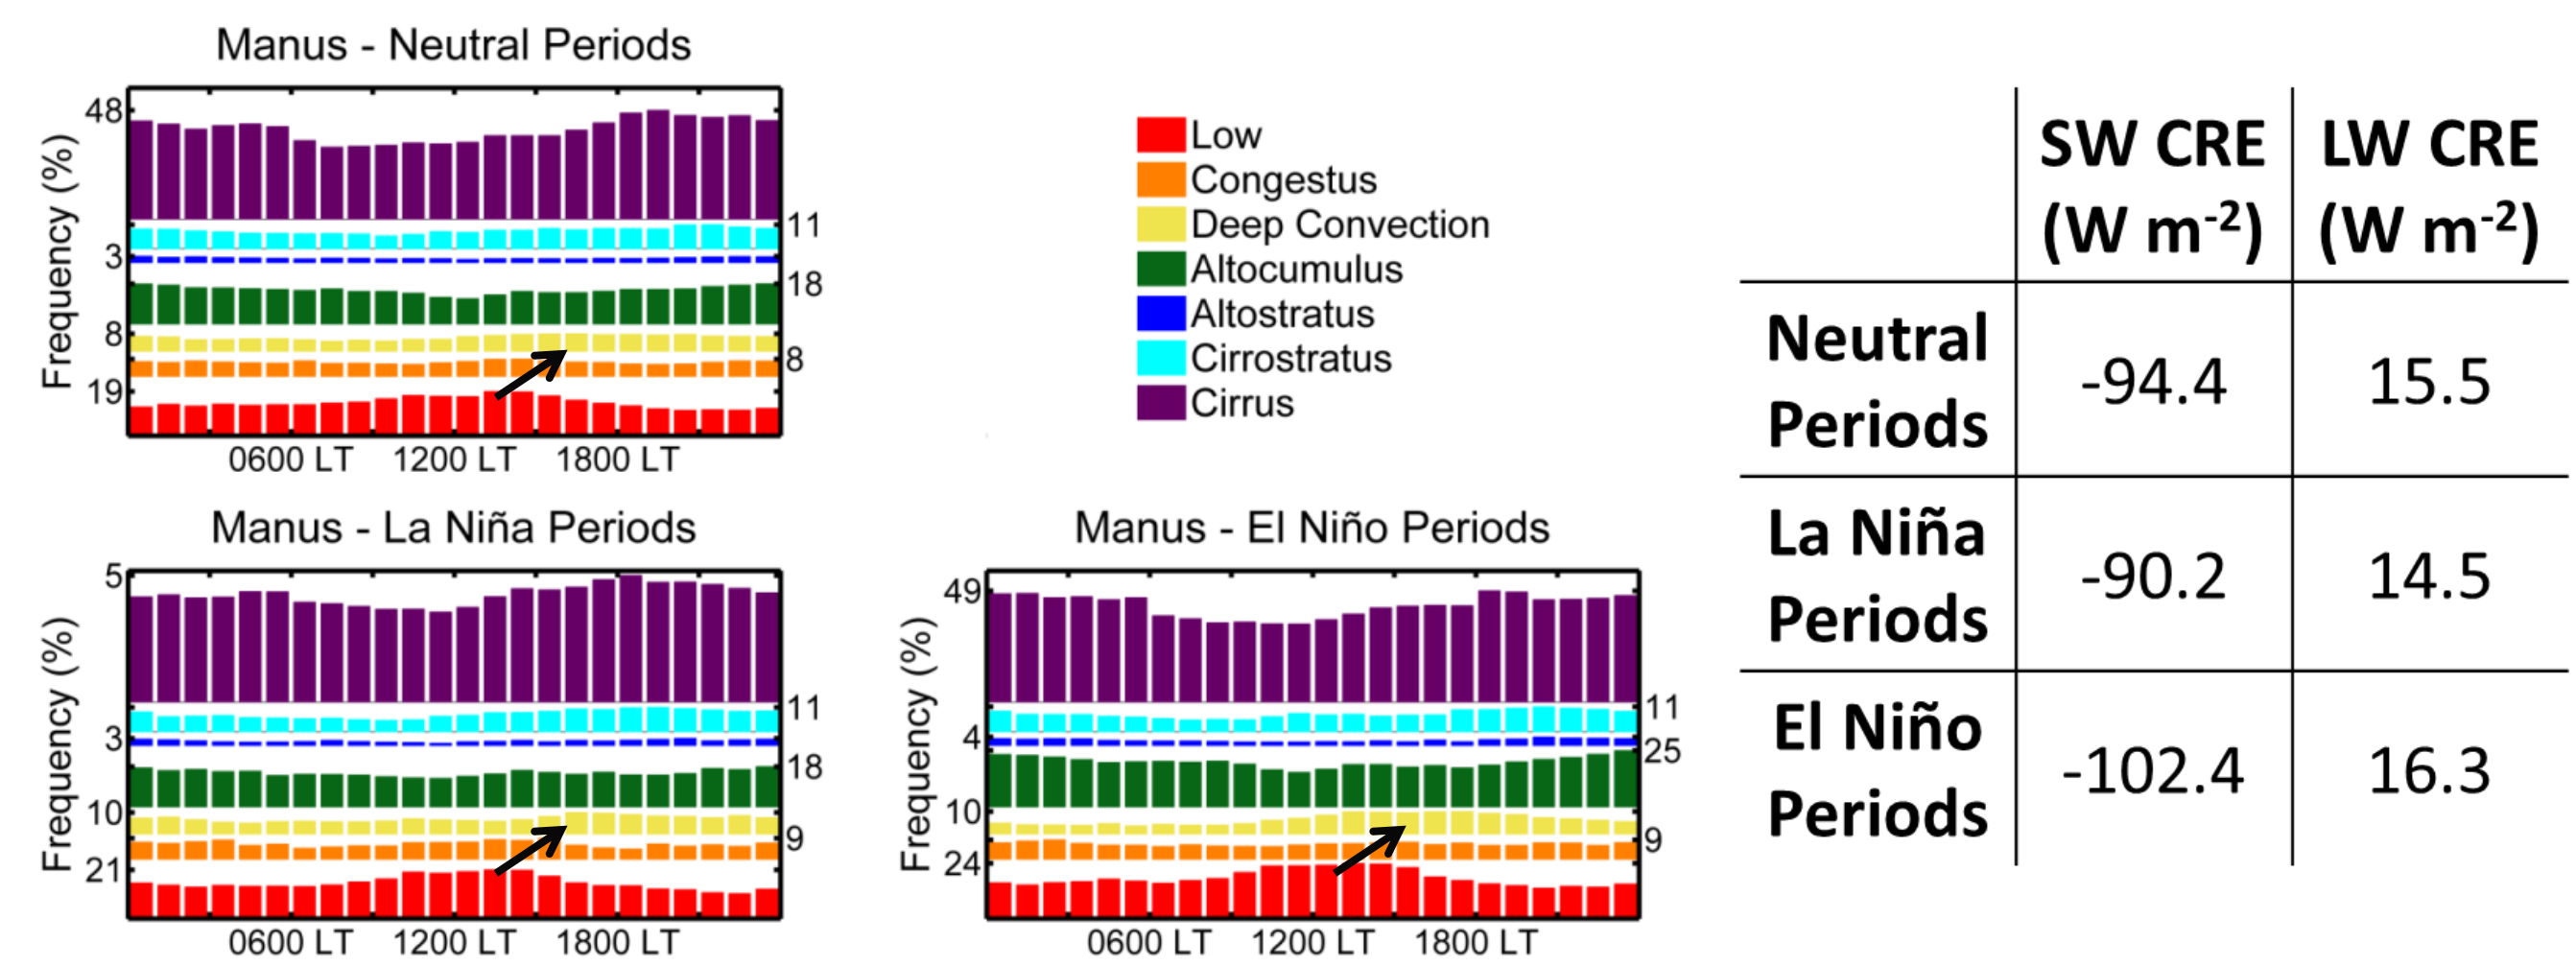 Manus - Neutral Periods
Frequency (%)
48
11
3
18
8
8
19
0600 LT 1200 LT 1800 LT
Low
Congestus
Deep Convection
Altocumulus
Altostratus
Cirrostratus
Cirrus
Manus - La Niña Periods
Frequency (%)
5
11
3
18
10
9
21
0600 LT 1200 LT 1800 LT
Manus - El Niño Periods
Frequency (%)
49
11
4
25
10
9
24
0600 LT 1200 LT 1800 LT
SW CRE LW CRE
(W m-2) (W m-2)
Neutral
Periods
-94.4 15.5
La Niña
Periods
-90.2 14.5
El Niño
Periods
-102.4 16.3